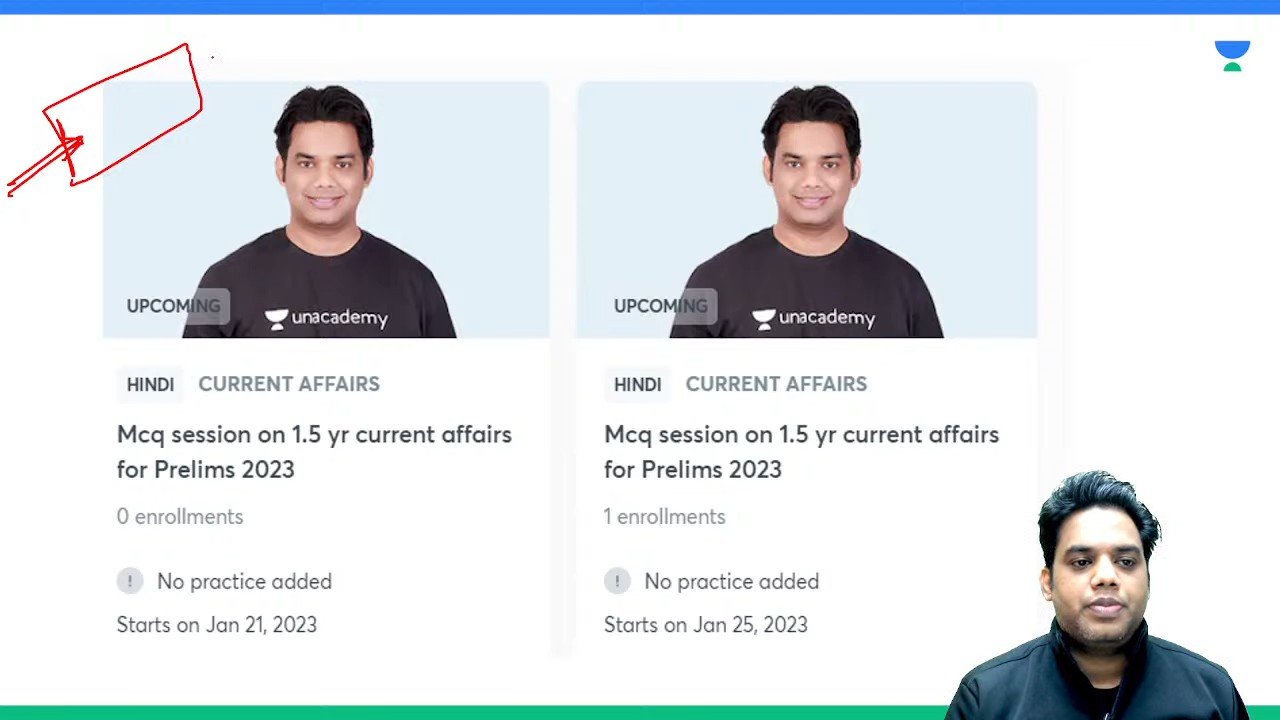 UPCOMING
unacademy
HINDI CURRENT AFFAIRS
Mcq session on 1.5 yr current affairs
for Prelims 2023
0 enrollments
! No practice added
Starts on Jan 21, 2023
UPCOMING
unacademy
HINDI CURRENT AFFAIRS
Mcq session on 1.5 yr current affairs
for Prelims 2023
1 enrollments
! No practice added
Starts on Jan 25, 2023